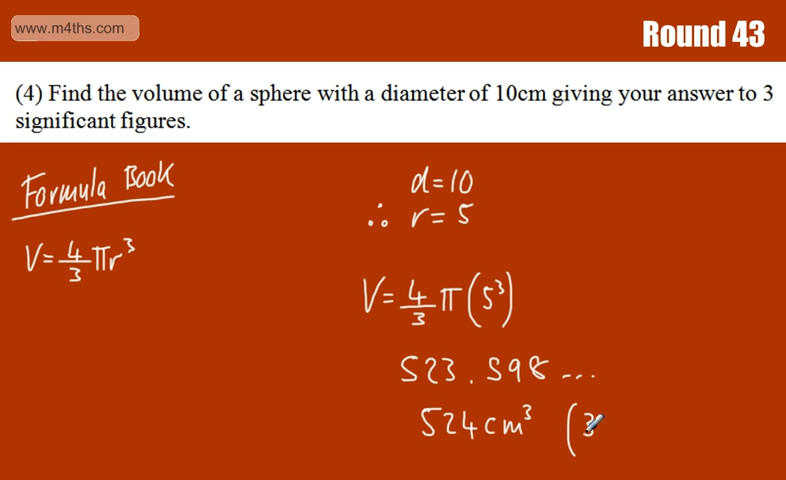 www.m4ths.com
Round 43
(4) Find the volume of a sphere with a diameter of 10cm giving your answer to 3
significant figures.
Formula Book
V=4/3πr³
d=10
∴ r=5
V=4/3π(5³)
523.598...
524cm³ (3